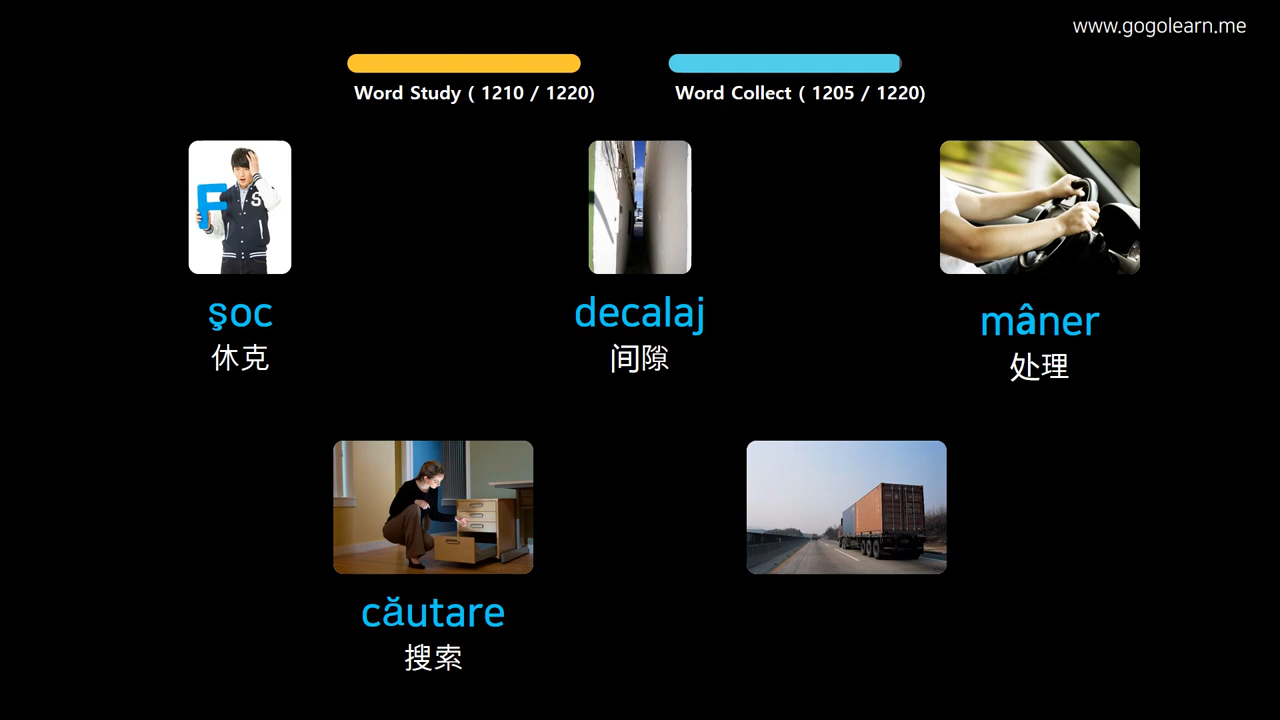 www.gogolearn.me
Word Study ( 1210 / 1220)
Word Collect ( 1205 / 1220)
F
S
şoc
休克
decalaj
间隙
mâner
处理
căutare
搜索